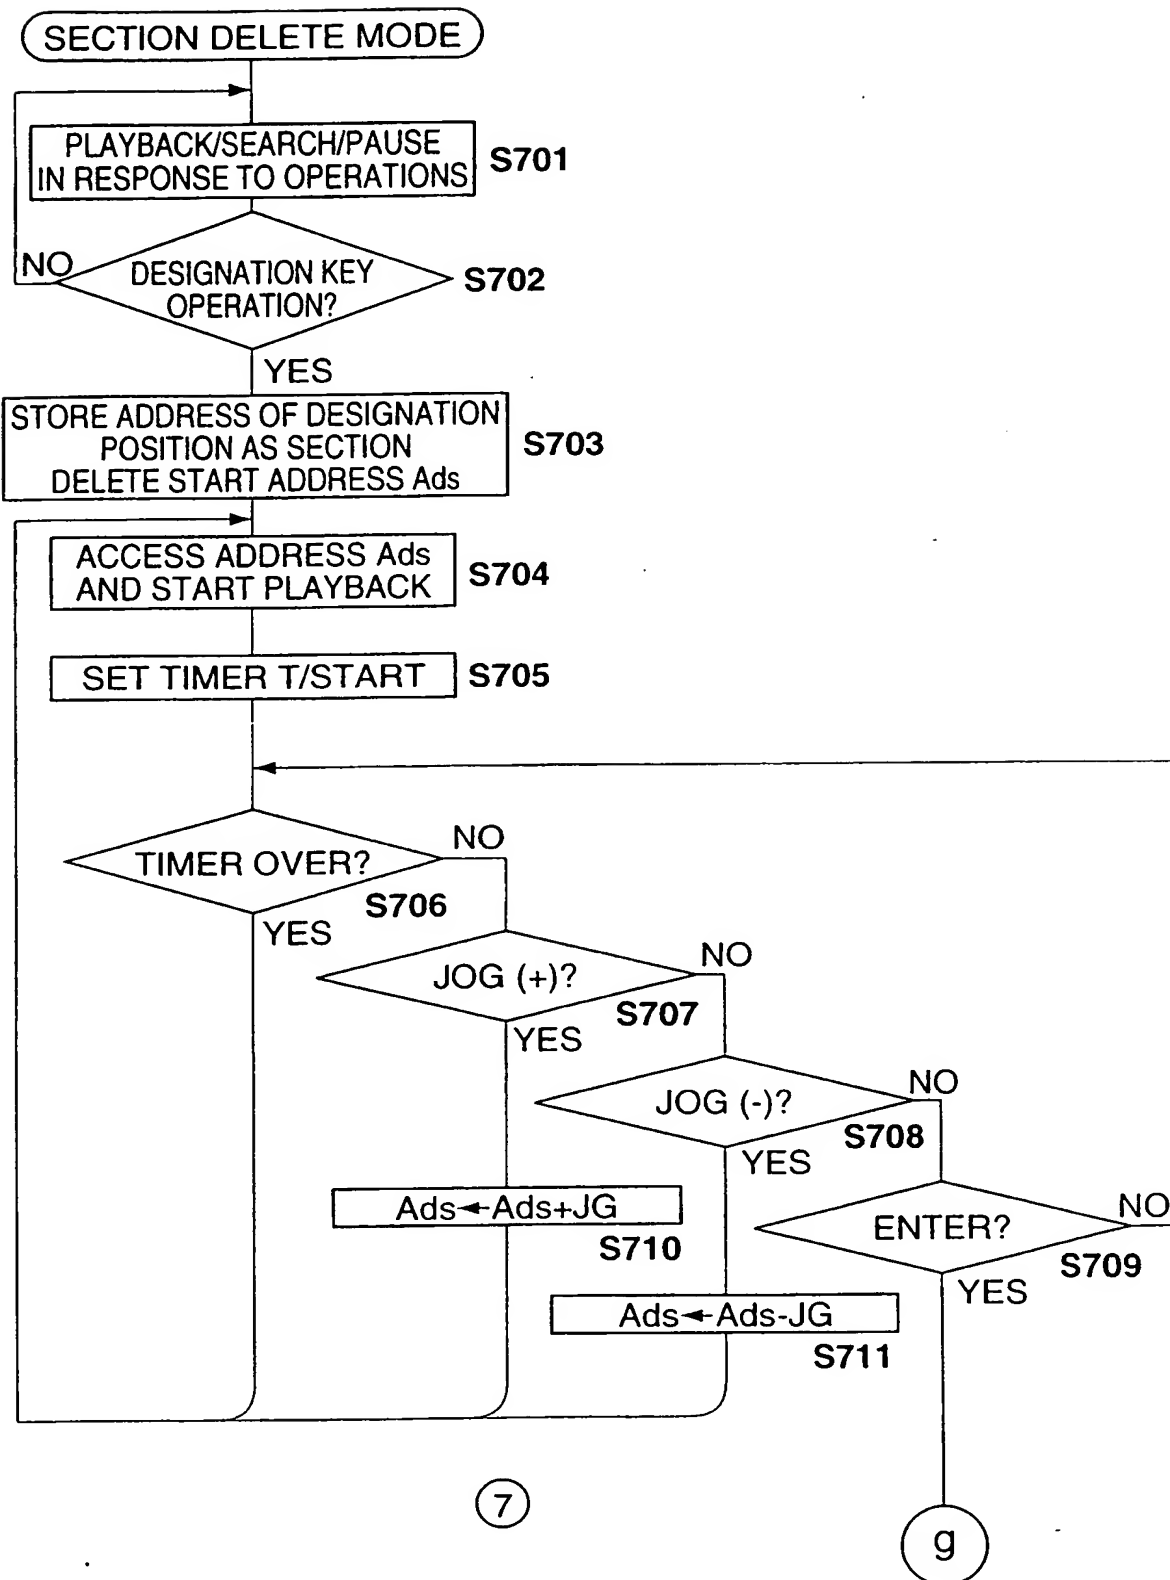 SECTION DELETE MODE
PLAYBACK/SEARCH/PAUSE
IN RESPONSE TO OPERATIONS
S701
NO
DESIGNATION KEY
OPERATION?
S702
YES
STORE ADDRESS OF DESIGNATION
POSITION AS SECTION
DELETE START ADDRESS Ads
S703
ACCESS ADDRESS Ads
AND START PLAYBACK
S704
SET TIMER T/START
S705
TIMER OVER?
NO
S706
YES
JOG (+)?
NO
S707
YES
JOG (-)?
NO
S708
YES
Ads←Ads+JG
S710
ENTER?
NO
S709
YES
Ads←Ads-JG
S711
7
g